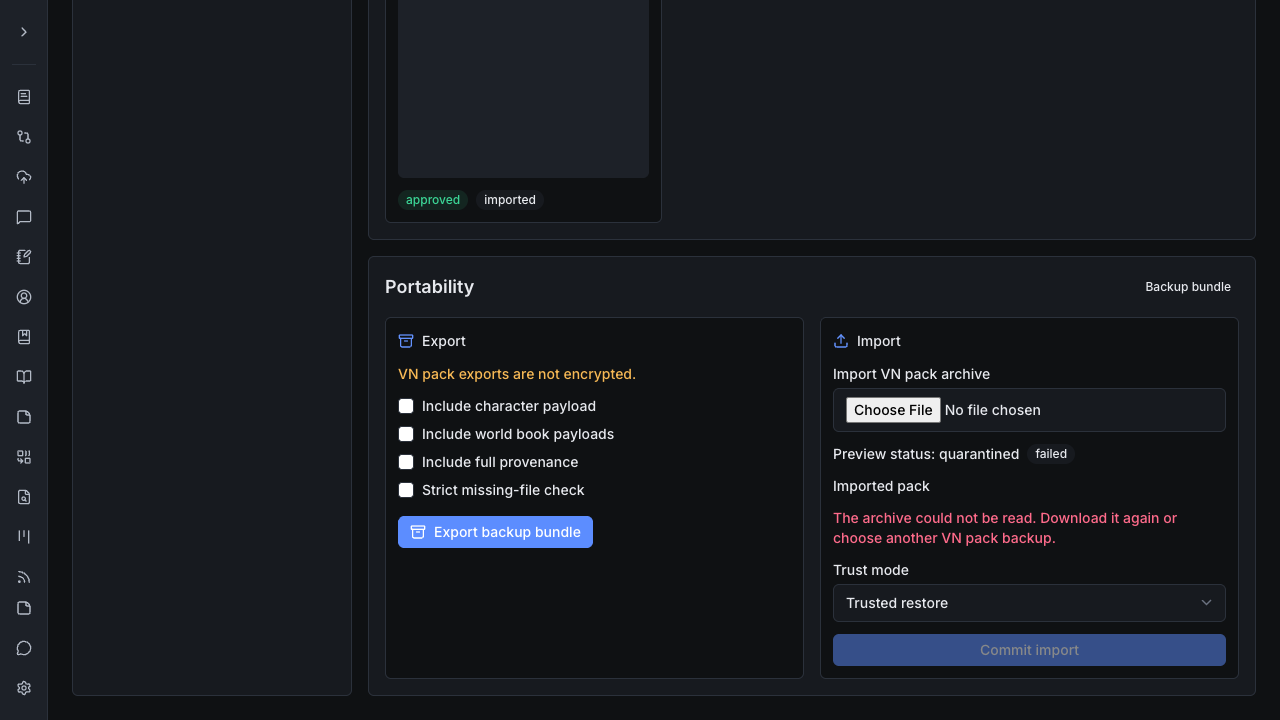 approved
imported
Portability
Backup bundle
Export
VN pack exports are not encrypted.
Include character payload
Include world book payloads
Include full provenance
Strict missing-file check
Export backup bundle
Import
Import VN pack archive
Choose File No file chosen
Preview status: quarantined failed
Imported pack
The archive could not be read. Download it again or
choose another VN pack backup.
Trust mode
Trusted restore
Commit import